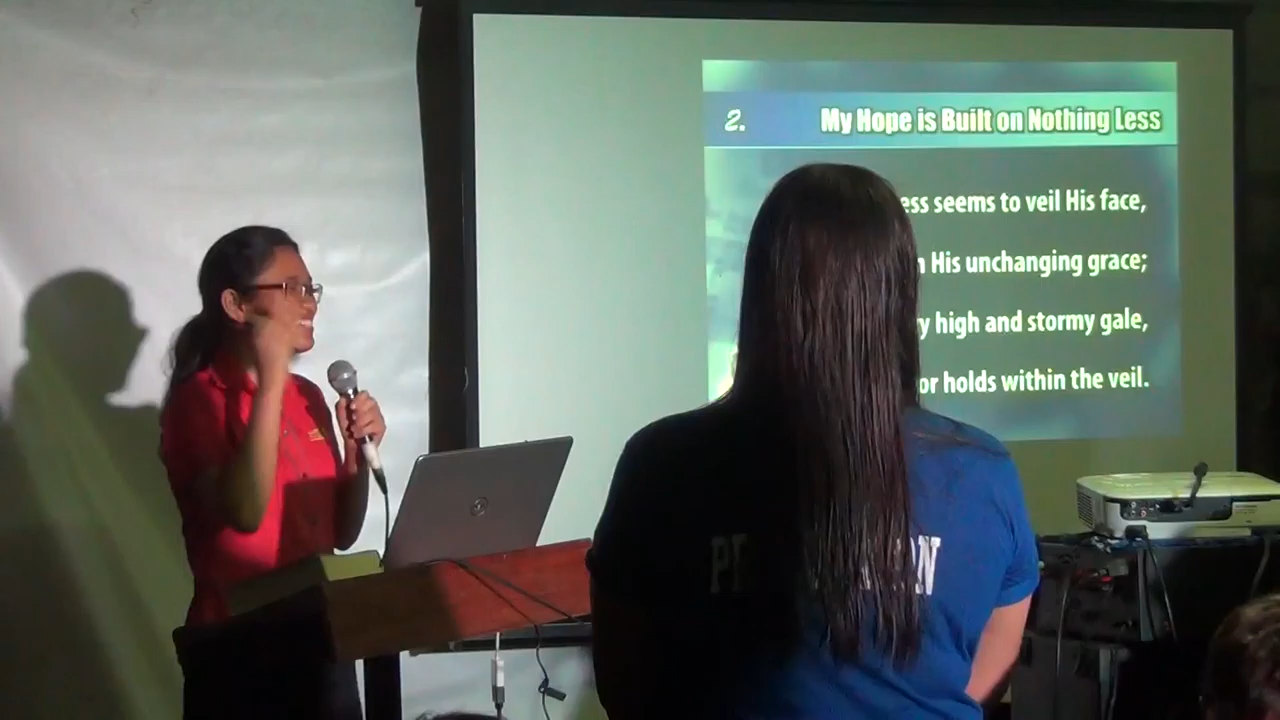 2. My Hope is Built on Nothing Less
ess seems to veil His face,
His unchanging grace;
y high and stormy gale,
or holds within the veil.